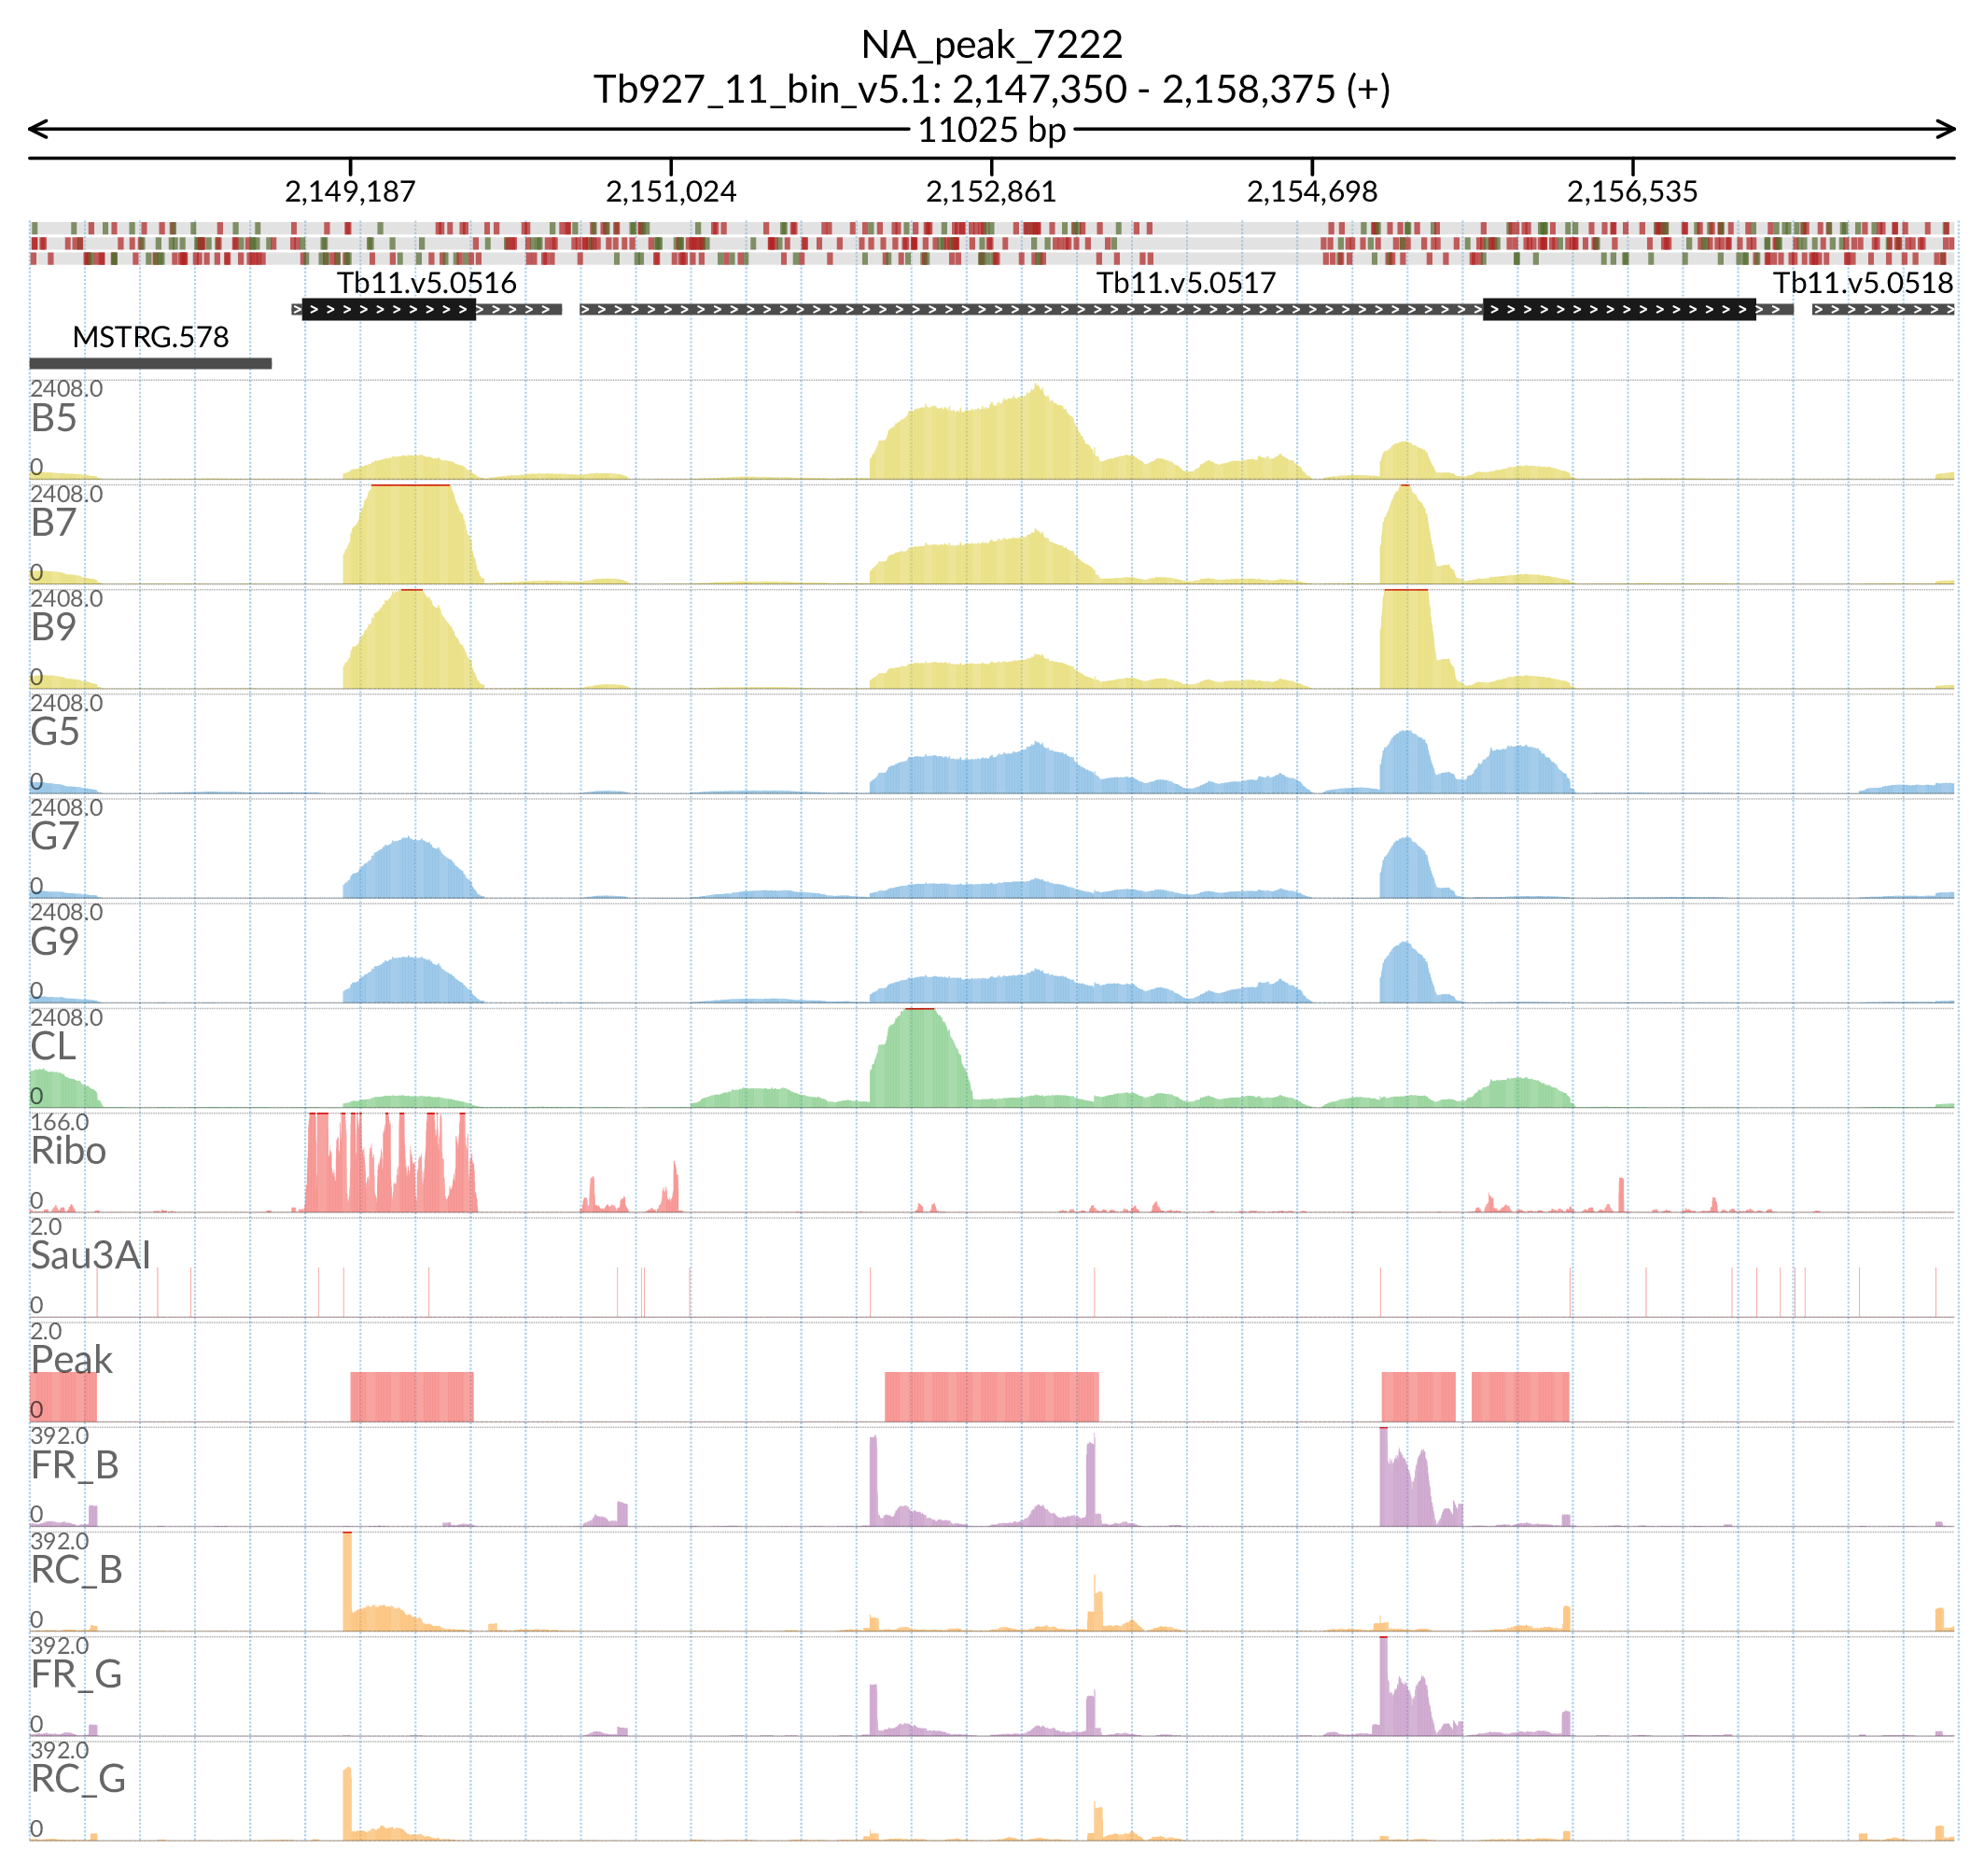 NA_peak_7222
Tb927_11_bin_v5.1: 2,147,350 - 2,158,375 (+)
11025 bp
2,149,187 2,151,024 2,152,861 2,154,698 2,156,535
Tb11.v5.0516 Tb11.v5.0517 Tb11.v5.0518
MSTRG.578
2408.0
B5
0
2408.0
B7
0
2408.0
B9
0
2408.0
G5
0
2408.0
G7
0
2408.0
G9
0
2408.0
CL
0
166.0
Ribo
0
2.0
Sau3AI
0
2.0
Peak
0
392.0
FR_B
0
392.0
RC_B
0
392.0
FR_G
0
392.0
RC_G
0